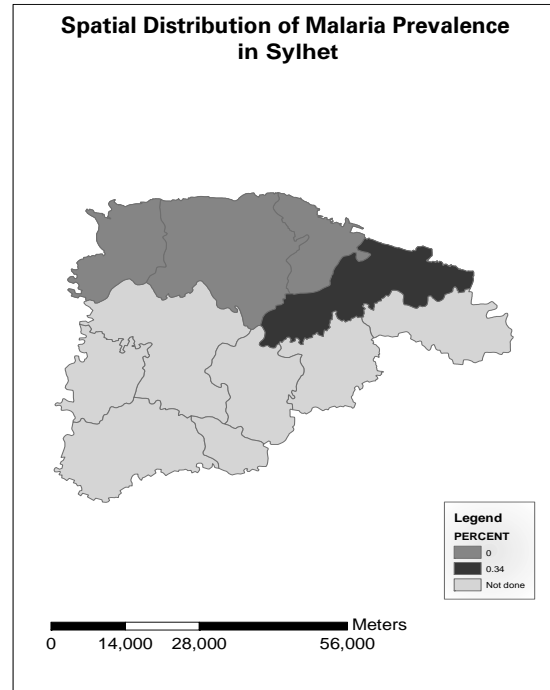 Spatial Distribution of Malaria Prevalence
in Sylhet
Legend
PERCENT
0
0.34
Not done
Meters
0 14,000 28,000 56,000